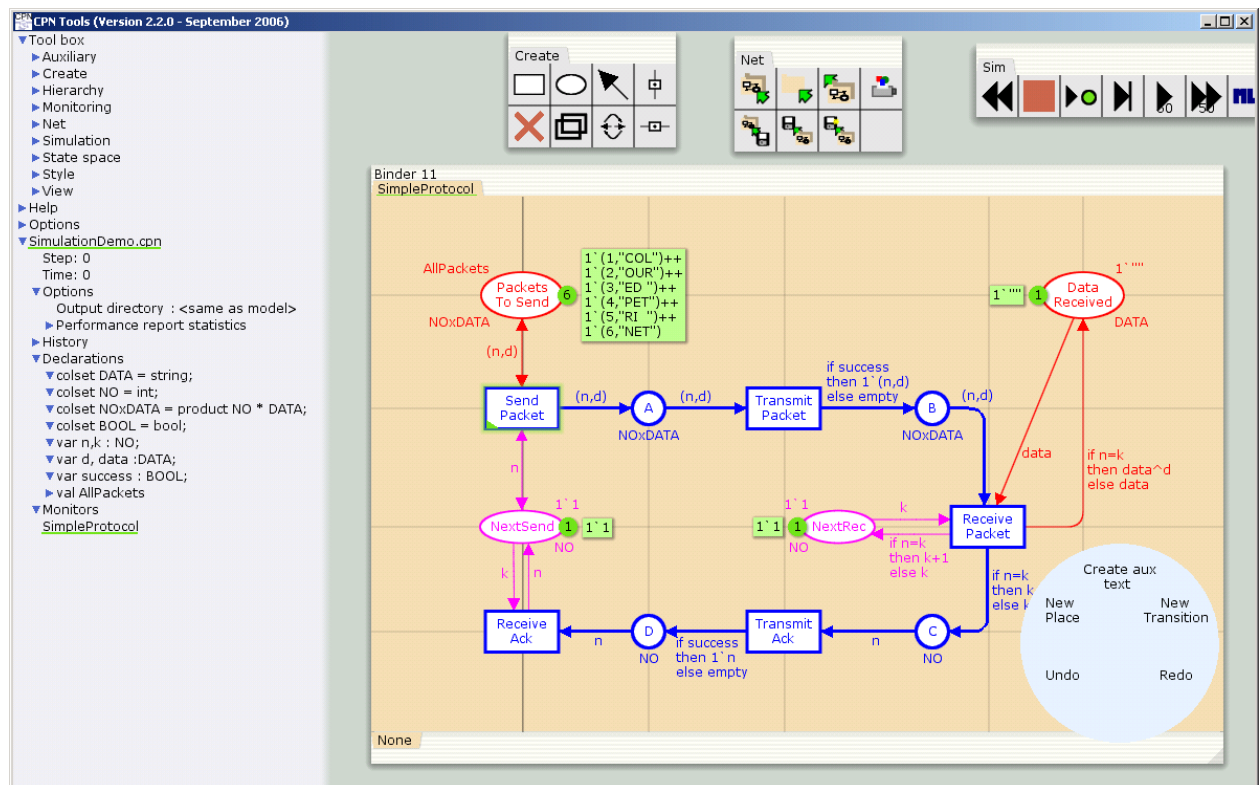 CPN Tools (Version 2.2.0 - September 2006)
Tool box
Auxiliary
Create
Hierarchy
Monitoring
Net
Simulation
State space
Style
View
Help
Options
SimulationDemo.cpn
Step: 0
Time: 0
Options
Output directory : <same as model>
Performance report statistics
History
Declarations
colset DATA = string;
colset NO = int;
colset NOxDATA = product NO * DATA;
colset BOOL = bool;
var n,k : NO;
var d, data :DATA;
var success : BOOL;
val AllPackets
Monitors
SimpleProtocol
Create
Net
Sim
50
ML
Binder 11
SimpleProtocol
AllPackets
Packets
To Send
6
NOxDATA
1`(1,"COL")++
1`(2,"OUR")++
1`(3,"ED ")++
1`(4,"PET")++
1`(5,"RI  ")++
1`(6,"NET")
1`""
1`""
1
Data
Received
DATA
(n,d)
Send
Packet
(n,d)
A
NOxDATA
(n,d)
Transmit
Packet
if success
then 1`(n,d)
else empty
B
NOxDATA
(n,d)
data
if n=k
then data^d
else data
n
1`1
NextSend
1
1`1
NO
1`1
1`1
1
NextRec
NO
k
if n=k
then k+1
else k
Receive
Packet
k
n
if n=k
then k
else k
Receive
Ack
n
D
NO
if success
then 1`n
else empty
Transmit
Ack
n
C
NO
Create aux
text
New
Place
New
Transition
Undo
Redo
None